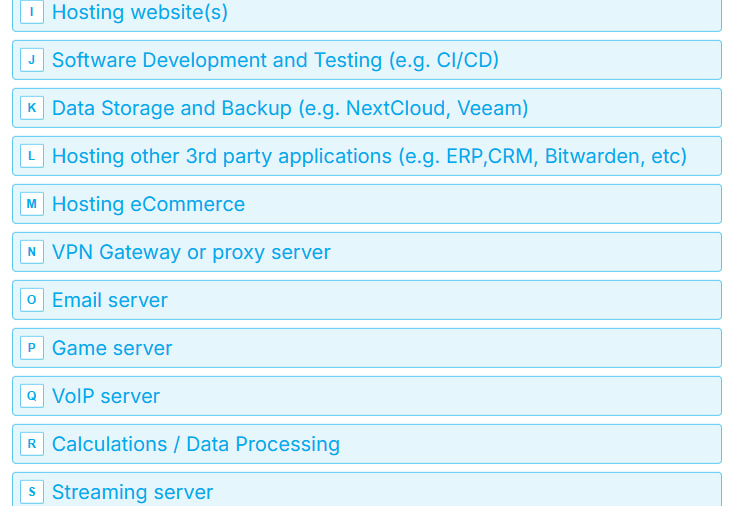 I Hosting website(s)
J Software Development and Testing (e.g. CI/CD)
K Data Storage and Backup (e.g. NextCloud, Veeam)
L Hosting other 3rd party applications (e.g. ERP,CRM, Bitwarden, etc)
M Hosting eCommerce
N VPN Gateway or proxy server
O Email server
P Game server
Q VoIP server
R Calculations / Data Processing
S Streaming server